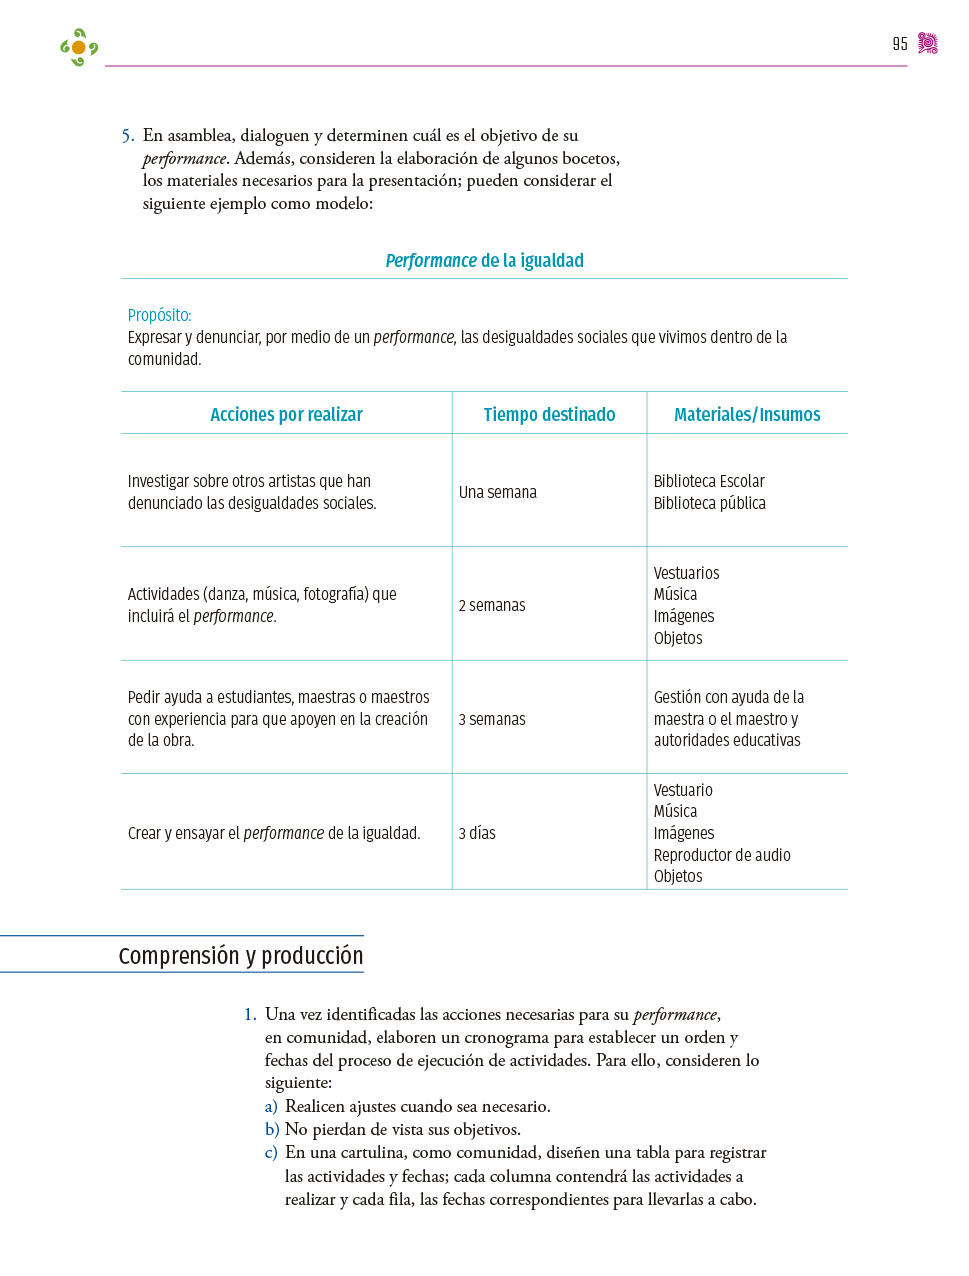 95
5. En asamblea, dialoguen y determinen cuál es el objetivo de su
performance. Además, consideren la elaboración de algunos bocetos,
los materiales necesarios para la presentación; pueden considerar el
siguiente ejemplo como modelo:
Performance de la igualdad
Propósito:
Expresar y denunciar, por medio de un performance, las desigualdades sociales que vivimos dentro de la
comunidad.
Acciones por realizar
Tiempo destinado
Materiales/Insumos
Investigar sobre otros artistas que han
denunciado las desigualdades sociales.
Una semana
Biblioteca Escolar
Biblioteca pública
Actividades (danza, música, fotografía) que
incluirá el performance.
2 semanas
Vestuarios
Música
Imágenes
Objetos
Pedir ayuda a estudiantes, maestras o maestros
con experiencia para que apoyen en la creación
de la obra.
3 semanas
Gestión con ayuda de la
maestra o el maestro y
autoridades educativas
Crear y ensayar el performance de la igualdad.
3 días
Vestuario
Música
Imágenes
Reproductor de audio
Objetos
Comprensión y producción
1. Una vez identificadas las acciones necesarias para su performance,
en comunidad, elaboren un cronograma para establecer un orden y
fechas del proceso de ejecución de actividades. Para ello, consideren lo
siguiente:
a) Realicen ajustes cuando sea necesario.
b) No pierdan de vista sus objetivos.
c) En una cartulina, como comunidad, diseñen una tabla para registrar
las actividades y fechas; cada columna contendrá las actividades a
realizar y cada fila, las fechas correspondientes para llevarlas a cabo.